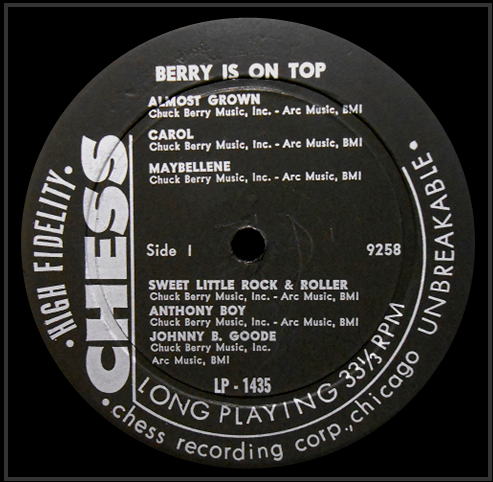 BERRY IS ON TOP
ALMOST GROWN
Chuck Berry Music, Inc. - Arc Music, BMI
CAROL
Chuck Berry Music, Inc. - Arc Music, BMI
MAYBELLENE
Chuck Berry Music, Inc. - Arc Music, BMI
Side 1
9258
SWEET LITTLE ROCK & ROLLER
Chuck Berry Music, Inc. - Arc Music, BMI
ANTHONY BOY
Chuck Berry Music, Inc. - Arc Music, BMI
JOHNNY B. GOODE
Chuck Berry Music, Inc.
Arc Music, BMI
LP - 1435
CHESS
• HIGH FIDELITY •
LONG PLAYING 33⅓ RPM
• chess recording corp., chicago
UNBREAKABLE •